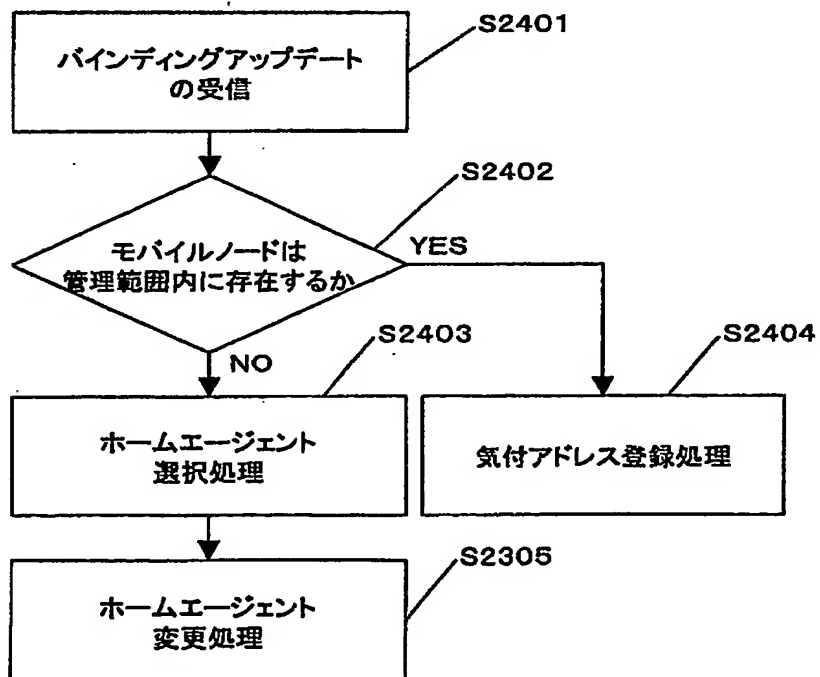 S2401
バインディングアップデート
の受信
S2402
モバイルノードは
管理範囲内に存在するか
YES
NO
S2403
S2404
ホームエージェント
選択処理
気付アドレス登録処理
S2305
ホームエージェント
変更処理